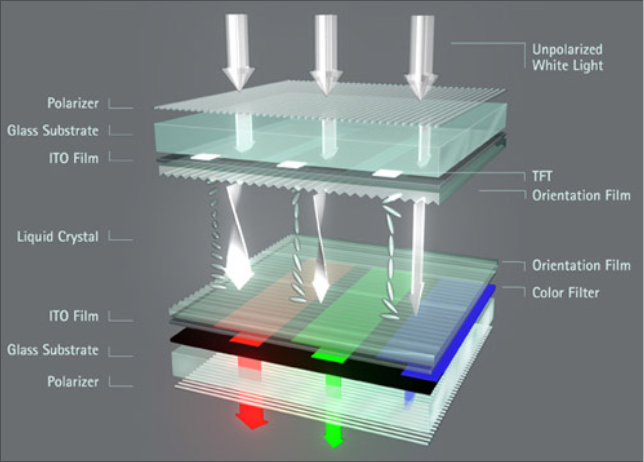 Unpolarized
White Light
Polarizer
Glass Substrate
ITO Film
TFT
Orientation Film
Liquid Crystal
Orientation Film
Color Filter
ITO Film
Glass Substrate
Polarizer